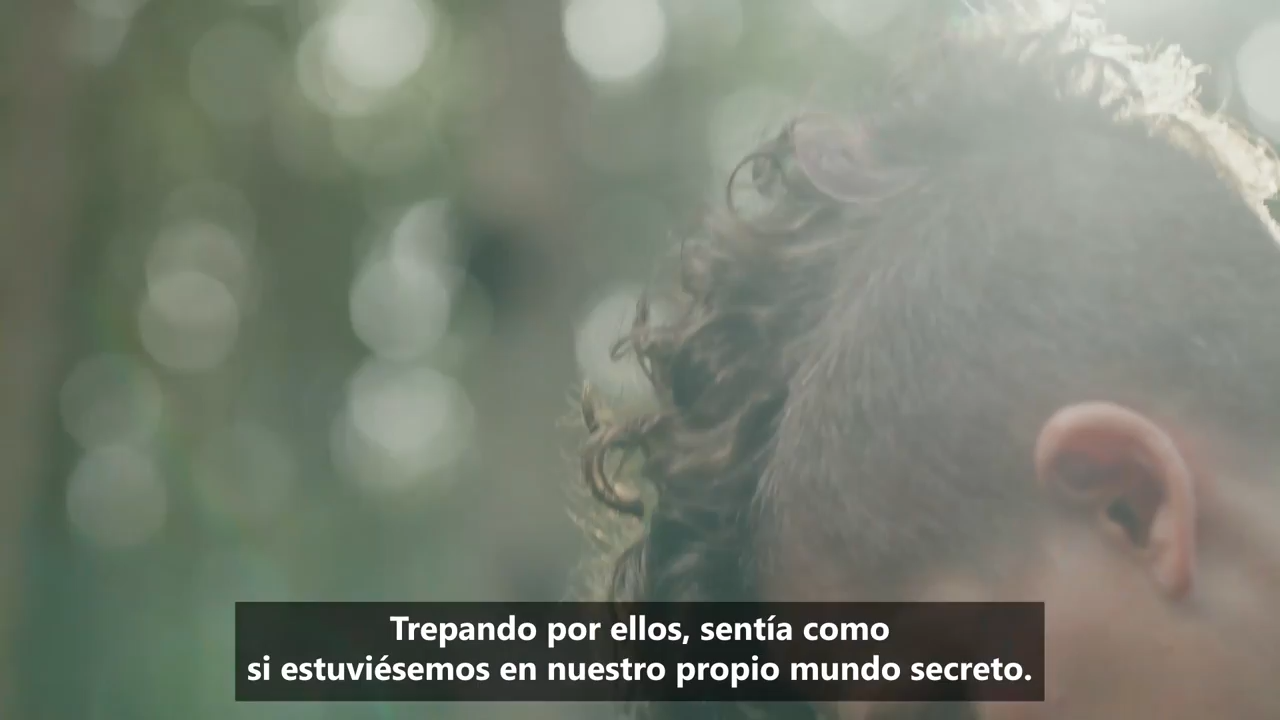 Trepando por ellos, sentía como
si estuviésemos en nuestro propio mundo secreto.